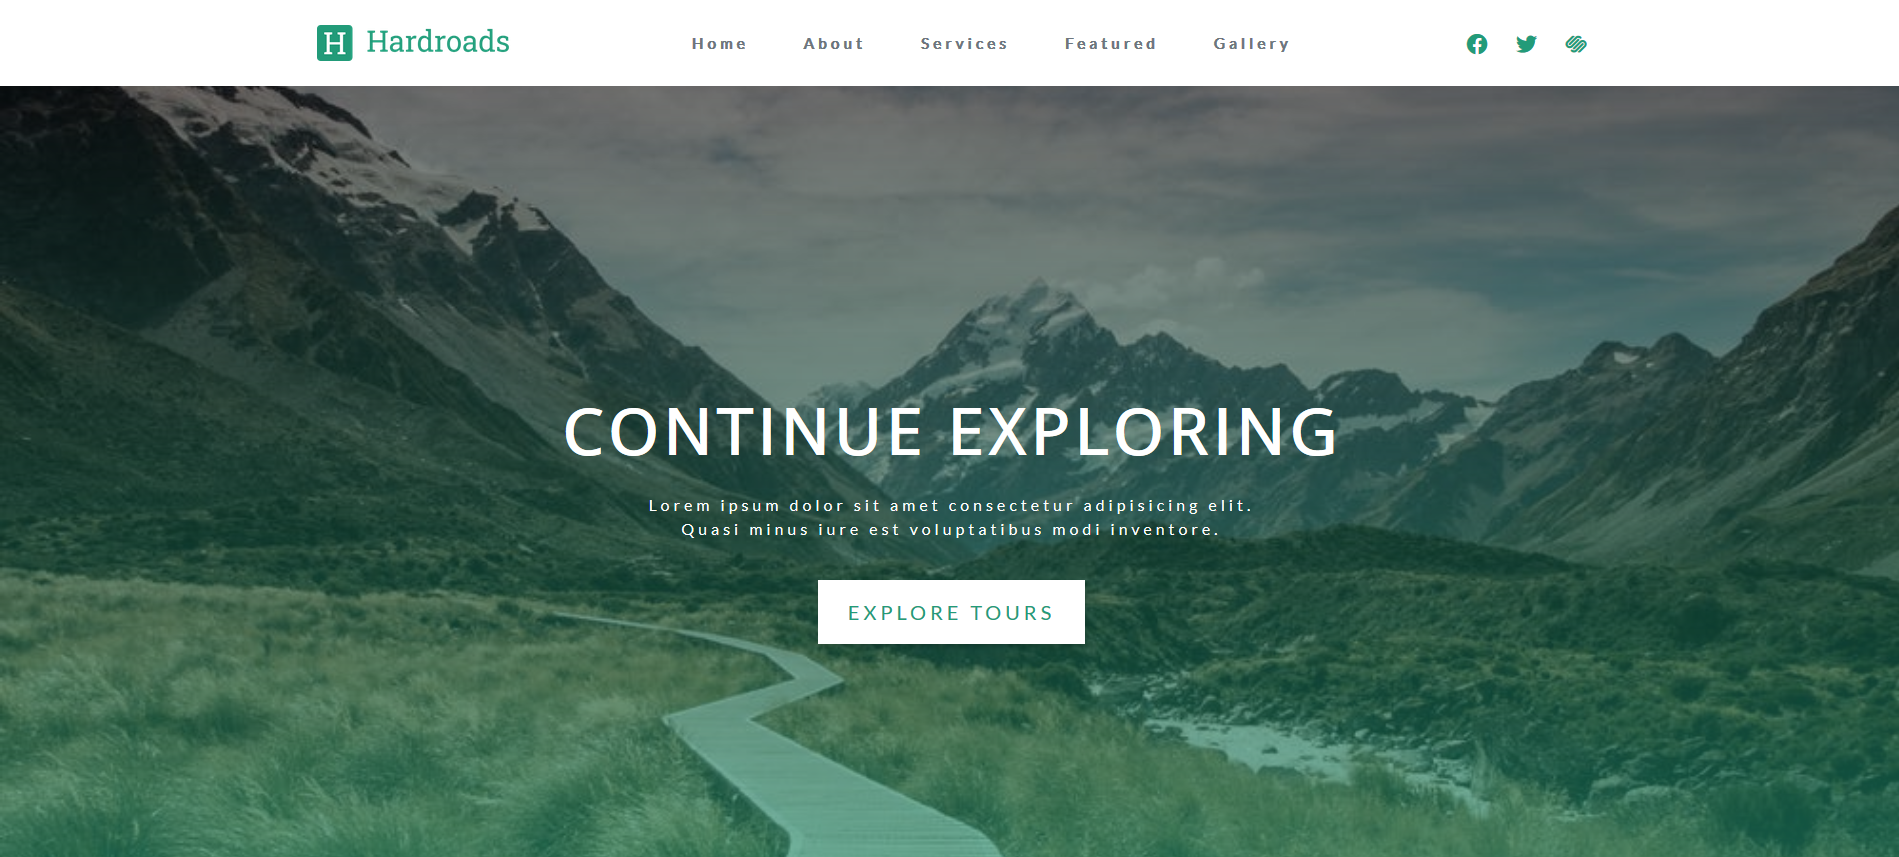 H Hardroads
Home About Services Featured Gallery
CONTINUE EXPLORING
Lorem ipsum dolor sit amet consectetur adipisicing elit.
Quasi minus iure est voluptatibus modi inventore.
EXPLORE TOURS